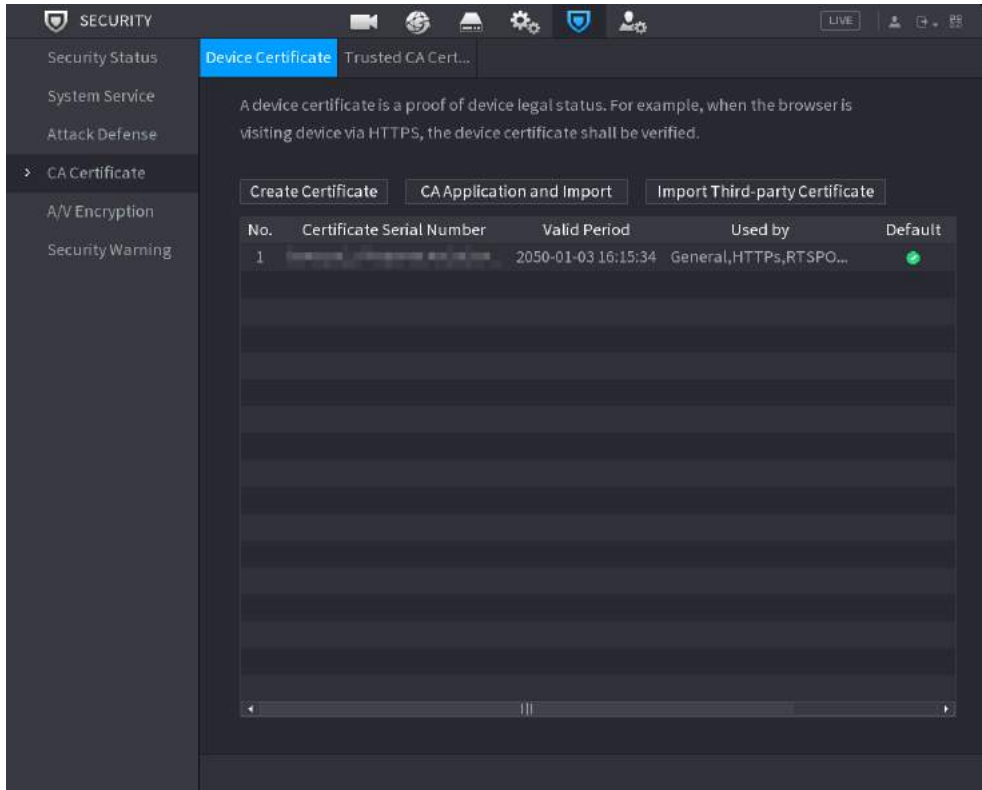 SECURITY
LIVE
Security Status
System Service
Attack Defense
CA Certificate
A/V Encryption
Security Warning
Device Certificate Trusted CA Cert...
A device certificate is a proof of device legal status. For example, when the browser is
visiting device via HTTPS, the device certificate shall be verified.
Create Certificate CA Application and Import Import Third-party Certificate
No. Certificate Serial Number Valid Period Used by Default
1 2050-01-03 16:15:34 General,HTTPs,RTSPO...